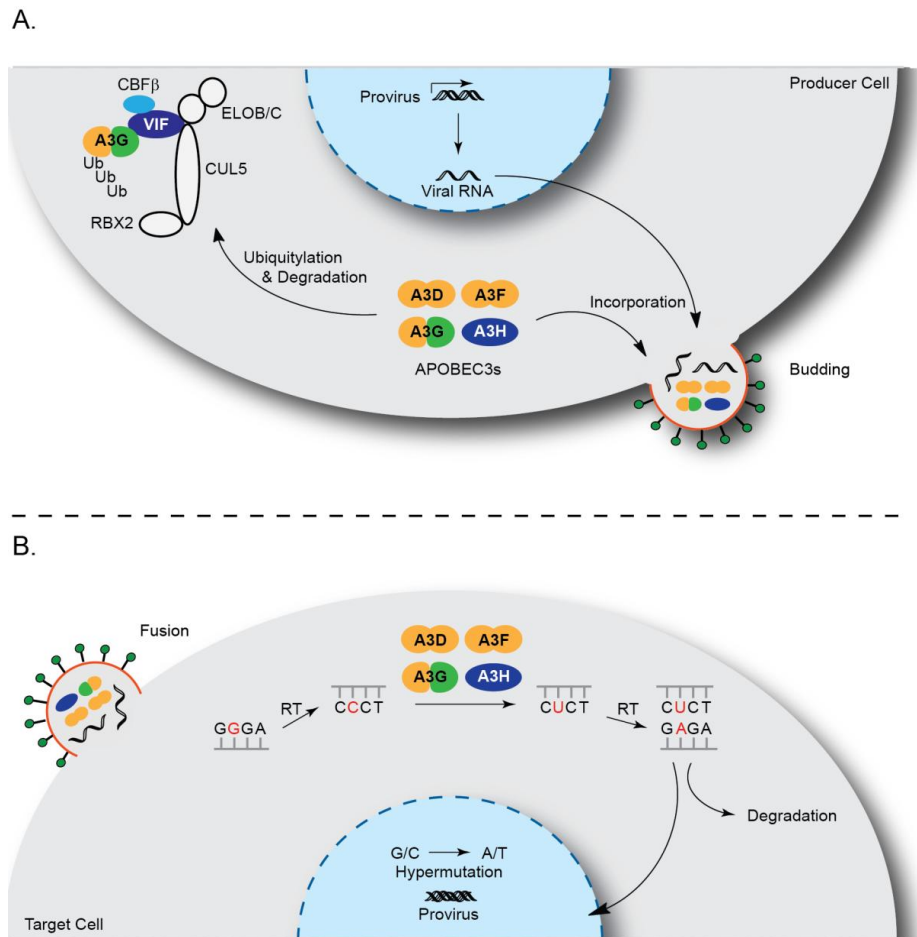 A.
CBFβ
VIF
ELOB/C
A3G
Ub
Ub
Ub
CUL5
RBX2
Provirus
Viral RNA
Producer Cell
Ubiquitylation
& Degradation
A3D A3F
A3G A3H
APOBEC3s
Incorporation
Budding
B.
Fusion
A3D A3F
A3G A3H
RT
GGGA
CCCT
CUCT
RT
CUCT
GAGA
Degradation
G/C A/T
Hypermutation
Provirus
Target Cell